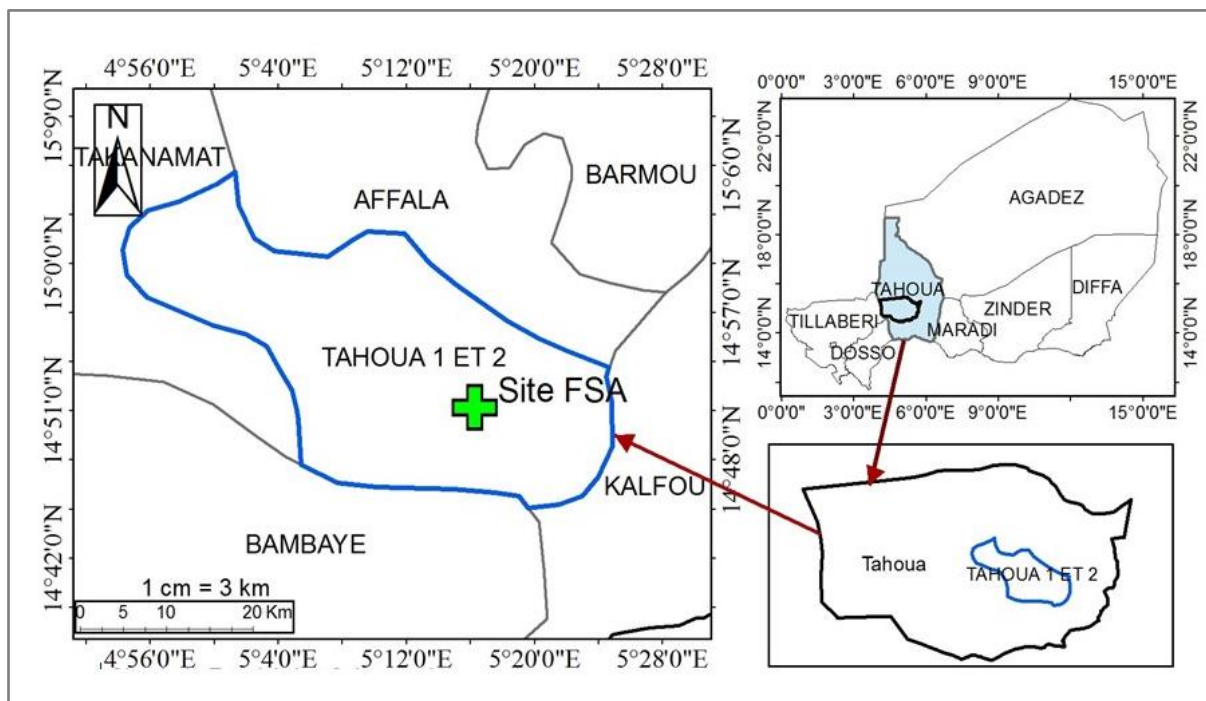 4°56'0"E 5°4'0"E 5°12'0"E 5°20'0"E 5°28'0"E
15°9'0"N
15°0'0"N
14°51'0"N
14°42'0"N
N
TAKANAMAT
AFFALA
BARMOU
TAHOUA 1 ET 2
Site FSA
KALFOU
BAMBAYE
1 cm = 3 km
0 5 10 20 Km
15°6'0"N
14°57'0"N
14°48'0"N
4°56'0"E 5°4'0"E 5°12'0"E 5°20'0"E 5°28'0"E
0°0'0" 3°0'0"E 6°0'0"E 9°0'0"E 15°0'0"E
22°0'0"N
18°0'0"N
14°0'0"N
AGADEZ
TAHOUA
DIFFA
ZINDER
TILLABERI
MARADI
DOSSO
22°0'0"N
18°0'0"N
14°0'0"N
0°0'0" 3°0'0"E 6°0'0"E 9°0'0"E 15°0'0"E
Tahoua
TAHOUA 1 ET 2